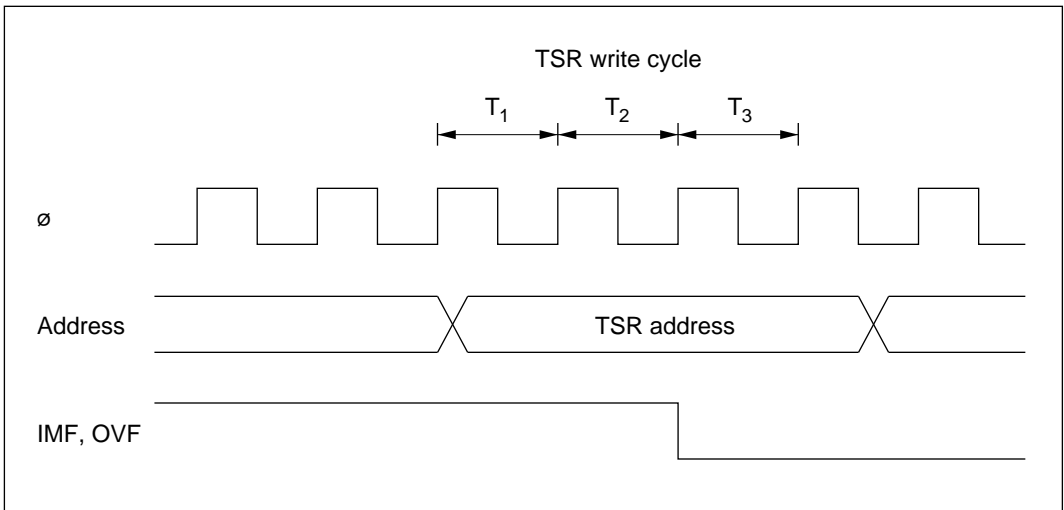 TSR write cycle
T1 T2 T3
ø
Address
TSR address
IMF, OVF